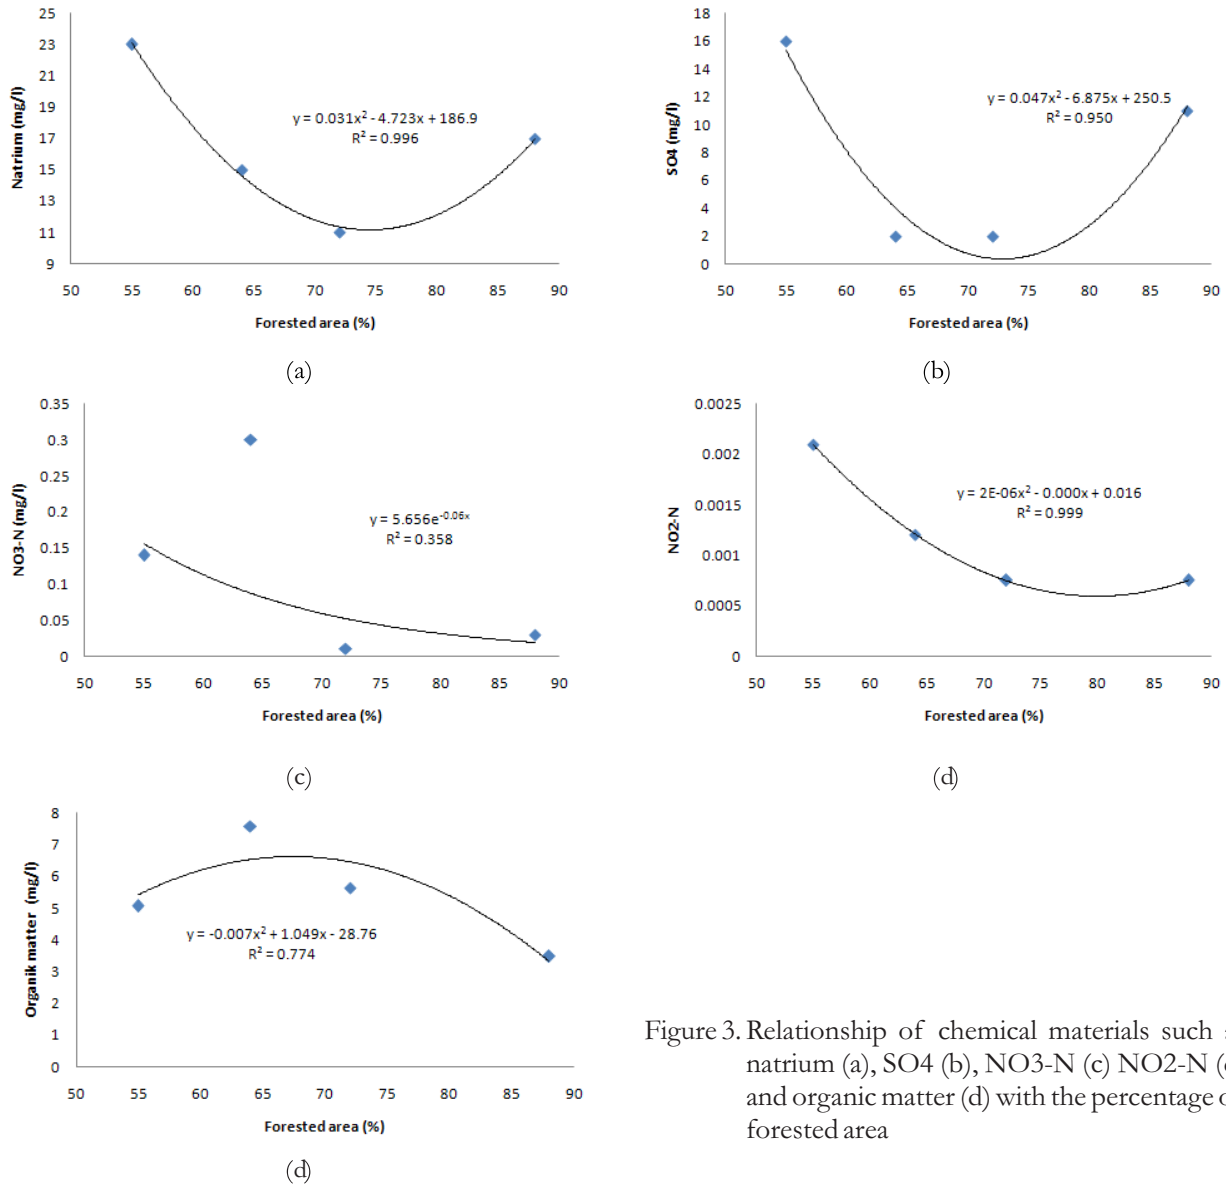 25
23
21
19
17
15
13
11
9
Natrium (mg/l)
y = 0.031x² - 4.723x + 186.9
R² = 0.996
50 55 60 65 70 75 80 85 90
Forested area (%)
(a)
18
16
14
12
10
8
6
4
2
0
SO4 (mg/l)
y = 0.047x² - 6.875x + 250.5
R² = 0.950
50 55 60 65 70 75 80 85 90
Forested area (%)
(b)
0.35
0.3
0.25
0.2
0.15
0.1
0.05
0
NO3-N (mg/l)
y = 5.656e^-0.06x
R² = 0.358
50 55 60 65 70 75 80 85 90
Forested area (%)
(c)
0.0025
0.002
0.0015
0.001
0.0005
0
NO2-N
y = 2E-06x² - 0.000x + 0.016
R² = 0.999
50 55 60 65 70 75 80 85 90
Forested area (%)
(d)
8
7
6
5
4
3
2
1
0
Organik matter (mg/l)
y = -0.007x² + 1.049x - 28.76
R² = 0.774
50 55 60 65 70 75 80 85 90
Forested area (%)
(d)
Figure 3. Relationship of chemical materials such
natrium (a), SO4 (b), NO3-N (c) NO2-N
and organic matter (d) with the percentage
forested area